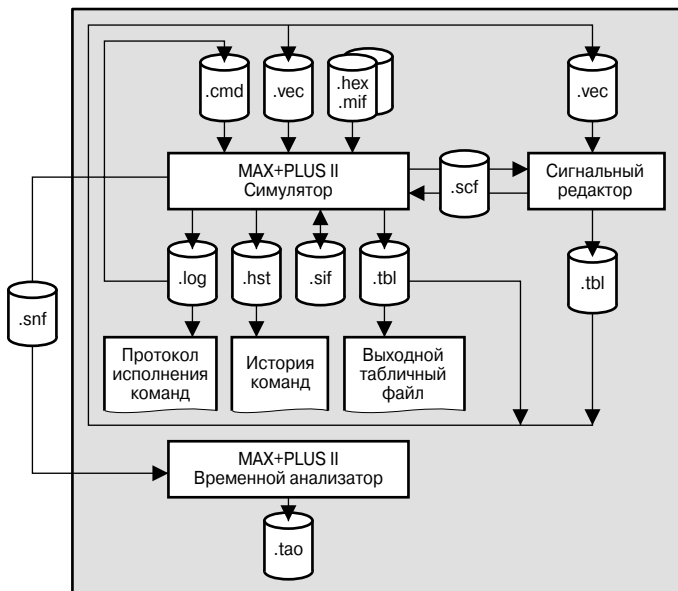 .cmd
.vec
.hex
.mif
.vec
MAX+PLUS II
Симулятор
.scf
Сигнальный
редактор
.log
.hst
.sif
.tbl
.tbl
.snf
Протокол
исполнения
команд
История
команд
Выходной
табличный
файл
MAX+PLUS II
Временной анализатор
.tao